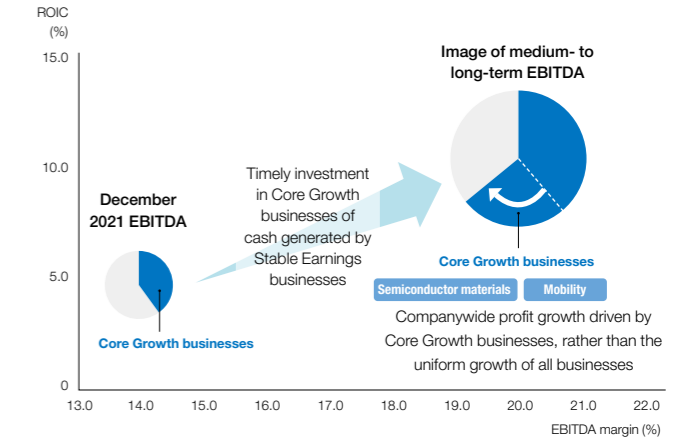 ROIC
(%)
15.0
10.0
5.0
0
13.0
14.0
15.0
16.0
17.0
18.0
19.0
20.0
21.0
22.0
EBITDA margin (%)
December
2021 EBITDA
Core Growth businesses
Timely investment
in Core Growth
businesses of
cash generated by
Stable Earnings
businesses
Image of medium- to
long-term EBITDA
Core Growth businesses
Semiconductor materials
Mobility
Companywide profit growth driven by
Core Growth businesses, rather than the
uniform growth of all businesses